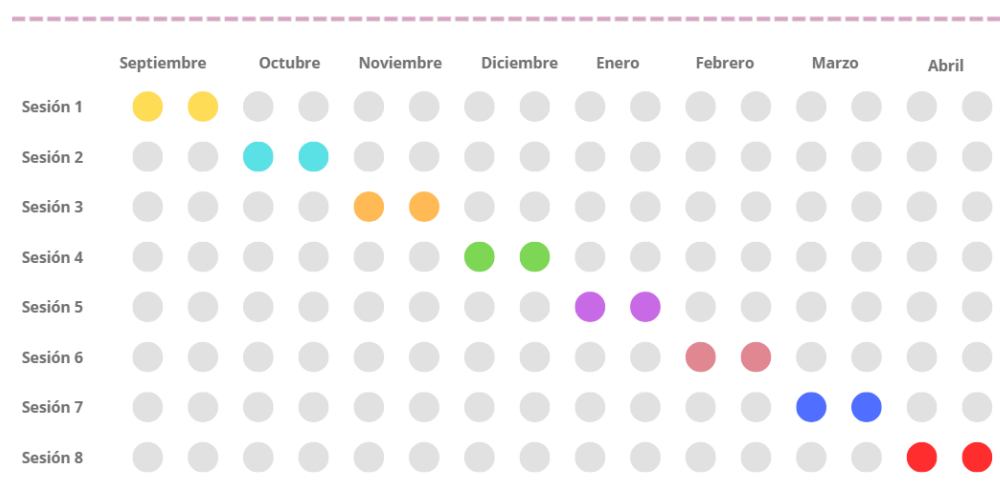 Septiembre Octubre Noviembre Diciembre Enero Febrero Marzo Abril
Sesión 1
Sesión 2
Sesión 3
Sesión 4
Sesión 5
Sesión 6
Sesión 7
Sesión 8